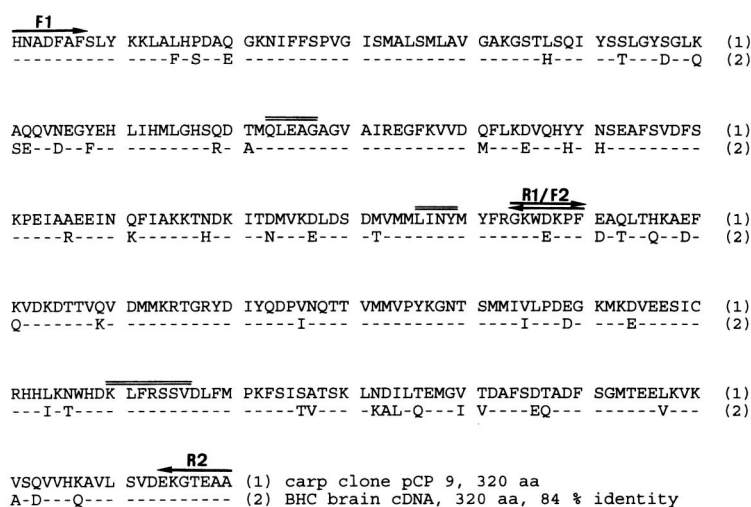 F1
HNADFAFSLY KKLALHPDAQ GKNIFFSPVG ISMALSMLAV GAKGSTLSQI YSSLGYSGLK (1)
---------- -----F-S--E ---------- ---------- -------H-- --T---D--Q (2)
AQQVNEGYEH LIHMLGHSQD TMQLEAGAGV AIREGFKVVD QFLKDVQHYY NSEAFSVDFS (1)
SE--D--F-- --------R- A--------- ---------- M---E--H- H--------- (2)
R1/F2
KPEIAAEEIN QFIAKKTNDK ITDMVKDLDS DMVMMLINYM YFRGKWDKPF EAQLTHKAEF (1)
-----R---- K------H-- ---N---E-- --T------- ------E--- D-T--Q--D- (2)
KVDKDTTVQV DMMKRTGRYD IYQDPVNQTT VMMVPYKGNT SMMIVLPDEG KMKDVEESIC (1)
Q-------K- ---------- -----I---- ---------- ----I---D- ----E----- (2)
RHHLKNWHDK LFRSSVDLFM PKFSISATSK LNDILTEMGV TDAFSDTADF SGMTEELKVK (1)
---I-T---- ---------- ------TV-- --KAL-Q--I V---EQ---- ------V--- (2)
R2
VSQVVHKAVL SVDEKGTEAA (1) carp clone pCP 9, 320 aa
A-D---Q--- ---------- (2) BHC brain cDNA, 320 aa, 84 % identity